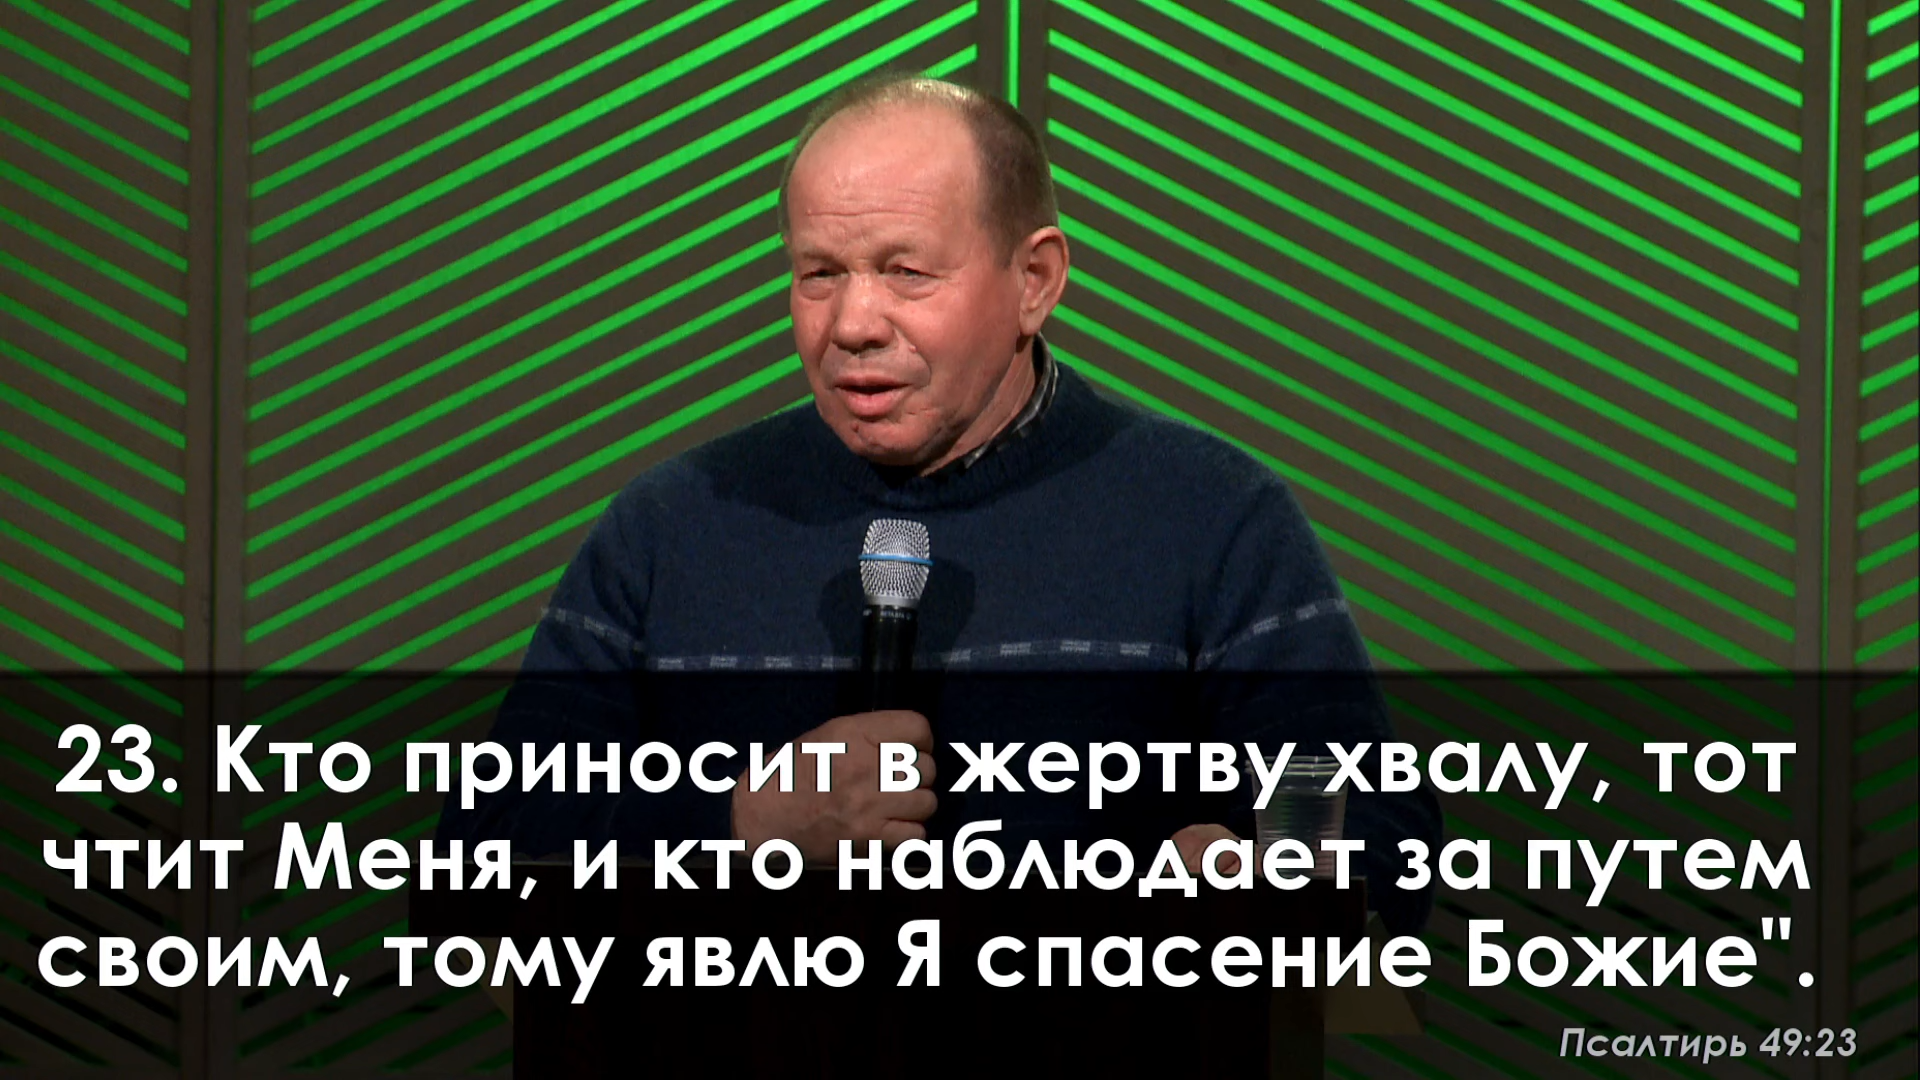 23. Кто приносит в жертву хвалу, тот
чтит Меня, и кто наблюдает за путем
своим, тому явлю Я спасение Божие".
Псалтирь 49:23